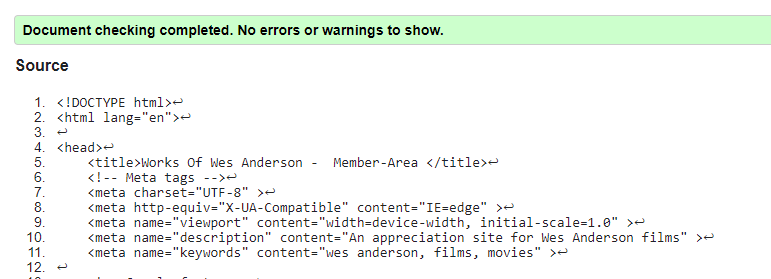 Document checking completed. No errors or warnings to show.
Source
1. <!DOCTYPE html>↩
2. <html lang="en">↩
3. ↩
4. <head>↩
5. <title>Works Of Wes Anderson -  Member-Area </title>↩
6. <!-- Meta tags -->↩
7. <meta charset="UTF-8" >↩
8. <meta http-equiv="X-UA-Compatible" content="IE=edge" >↩
9. <meta name="viewport" content="width=device-width, initial-scale=1.0" >↩
10. <meta name="description" content="An appreciation site for Wes Anderson films" >↩
11. <meta name="keywords" content="wes anderson, films, movies" >↩
12. ↩